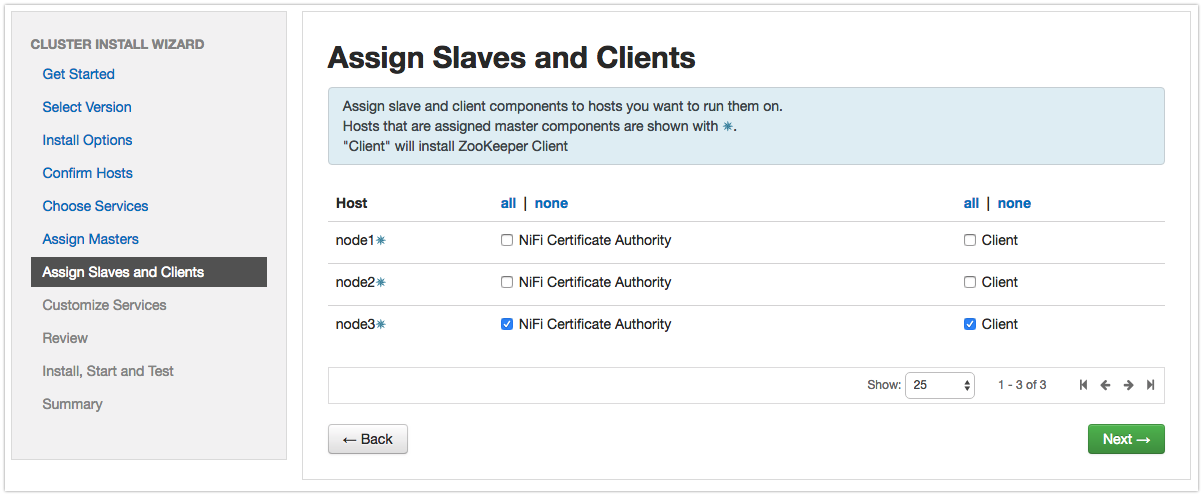 CLUSTER INSTALL WIZARD
Get Started
Select Version
Install Options
Confirm Hosts
Choose Services
Assign Masters
Assign Slaves and Clients
Customize Services
Review
Install, Start and Test
Summary
Assign Slaves and Clients
Assign slave and client components to hosts you want to run them on.
Hosts that are assigned master components are shown with ✷.
"Client" will install ZooKeeper Client
Host all | none all | none
node1✷ NiFi Certificate Authority Client
node2✷ NiFi Certificate Authority Client
node3✷ NiFi Certificate Authority Client
Show: 25 1 - 3 of 3
← Back Next →